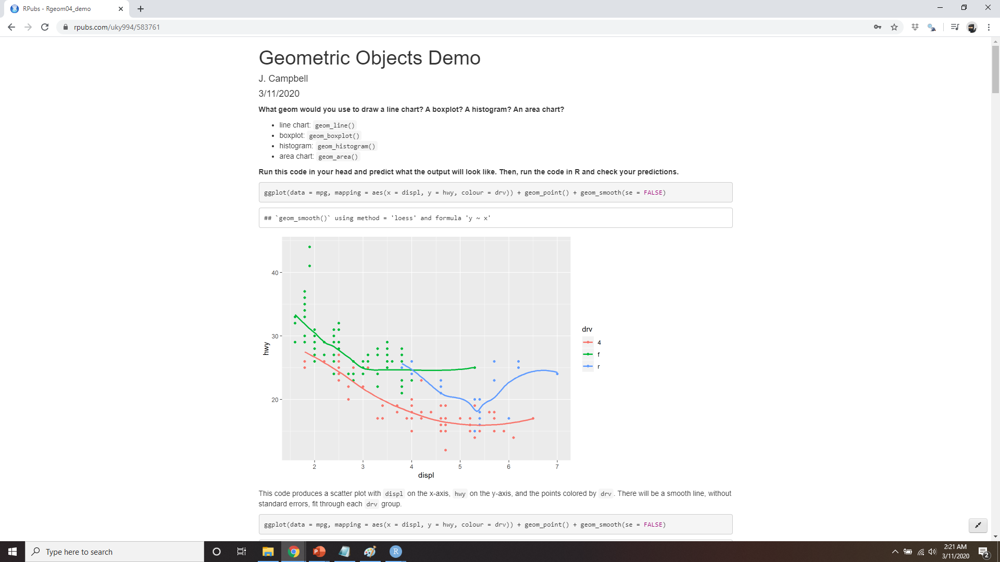 RPubs - Rgeom04_demo
rpubs.com/uky994/583761
Geometric Objects Demo
J. Campbell
3/11/2020
What geom would you use to draw a line chart? A boxplot? A histogram? An area chart?
• line chart: geom_line()
• boxplot: geom_boxplot()
• histogram: geom_histogram()
• area chart: geom_area()
Run this code in your head and predict what the output will look like. Then, run the code in R and check your predictions.
ggplot(data = mpg, mapping = aes(x = displ, y = hwy, colour = drv)) + geom_point() + geom_smooth(se = FALSE)
## `geom_smooth()` using method = 'loess' and formula 'y ~ x'
40
30
20
hwy
2 3 4 5 6 7
displ
drv
4
f
r
This code produces a scatter plot with displ on the x-axis, hwy on the y-axis, and the points colored by drv. There will be a smooth line, without
standard errors, fit through each drv group.
ggplot(data = mpg, mapping = aes(x = displ, y = hwy, colour = drv)) + geom_point() + geom_smooth(se = FALSE)
Type here to search
2:21 AM
3/11/2020
2